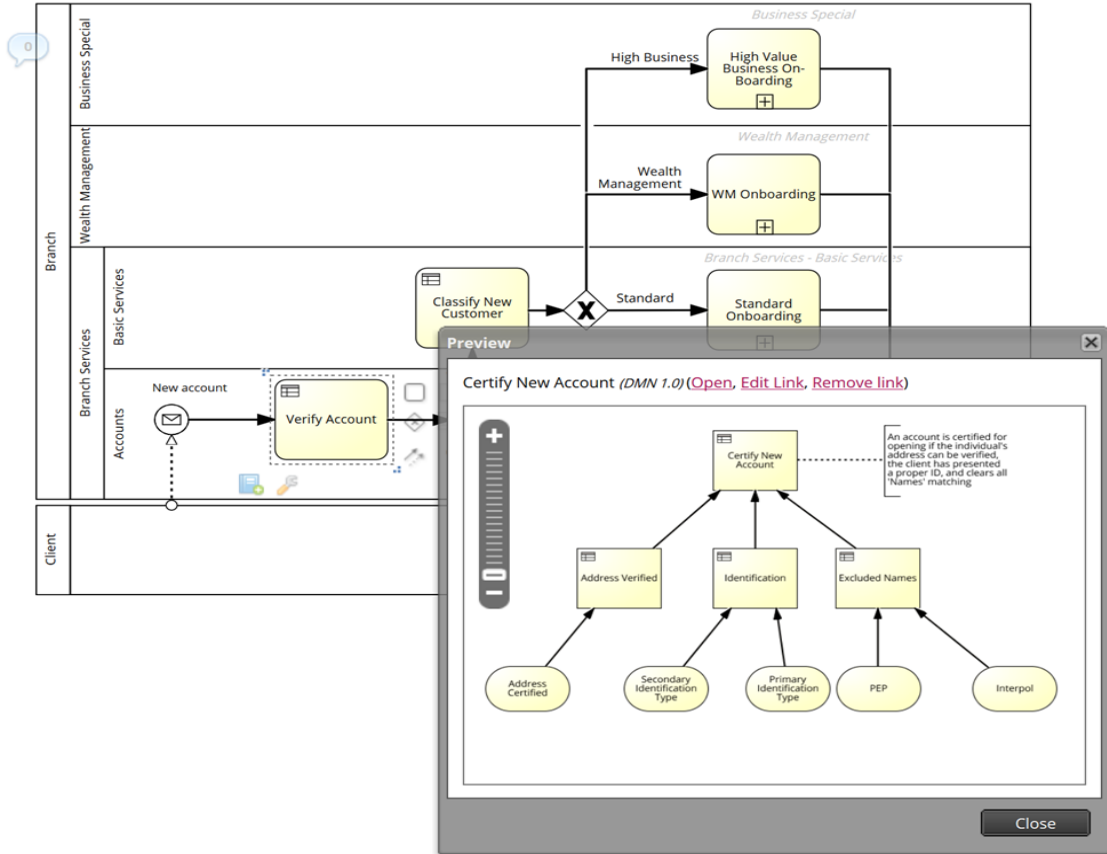 0
Branch
Business Special
Wealth Management
Branch Services
Basic Services
Accounts
Client
Business Special
High Business
High Value
Business On-
Boarding
Wealth Management
Wealth
Management
WM Onboarding
Branch Services - Basic Services
Classify New
Customer
Standard
Standard
Onboarding
New account
Verify Account
Preview
Certify New Account (DMN 1.0) (Open, Edit Link, Remove link)
Certify New
Account
An account is certified for
opening if the individual's
address can be verified,
the client has presented
a proper ID, and clears all
'Names' matching
Address Verified
Identification
Excluded Names
Address
Certified
Secondary
Identification
Type
Primary
Identification
Type
PEP
Interpol
Close